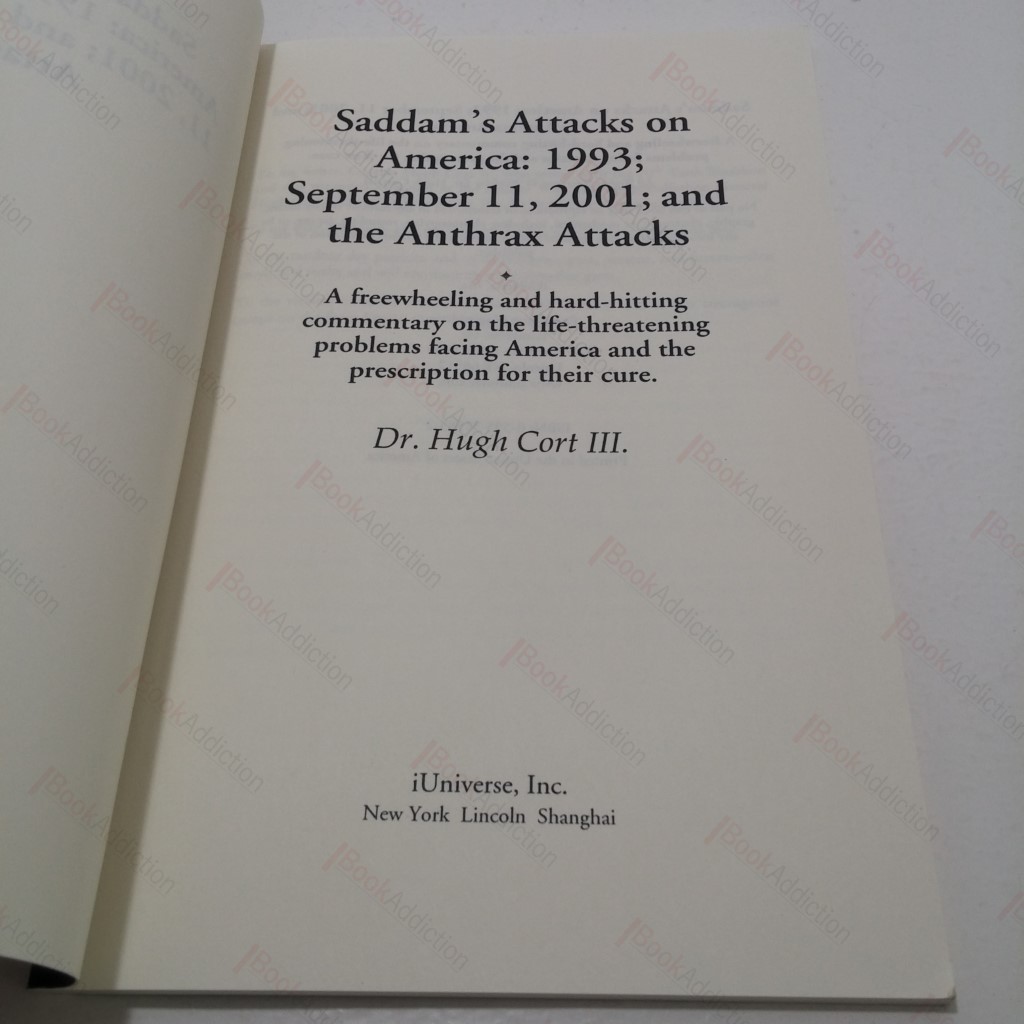 Saddam's Attacks on
America: 1993;
September 11, 2001; and
the Anthrax Attacks
A freewheeling and hard-hitting
commentary on the life-threatening
problems facing America and the
prescription for their cure.
Dr. Hugh Cort III.
iUniverse, Inc.
New York Lincoln Shanghai
BookAddiction